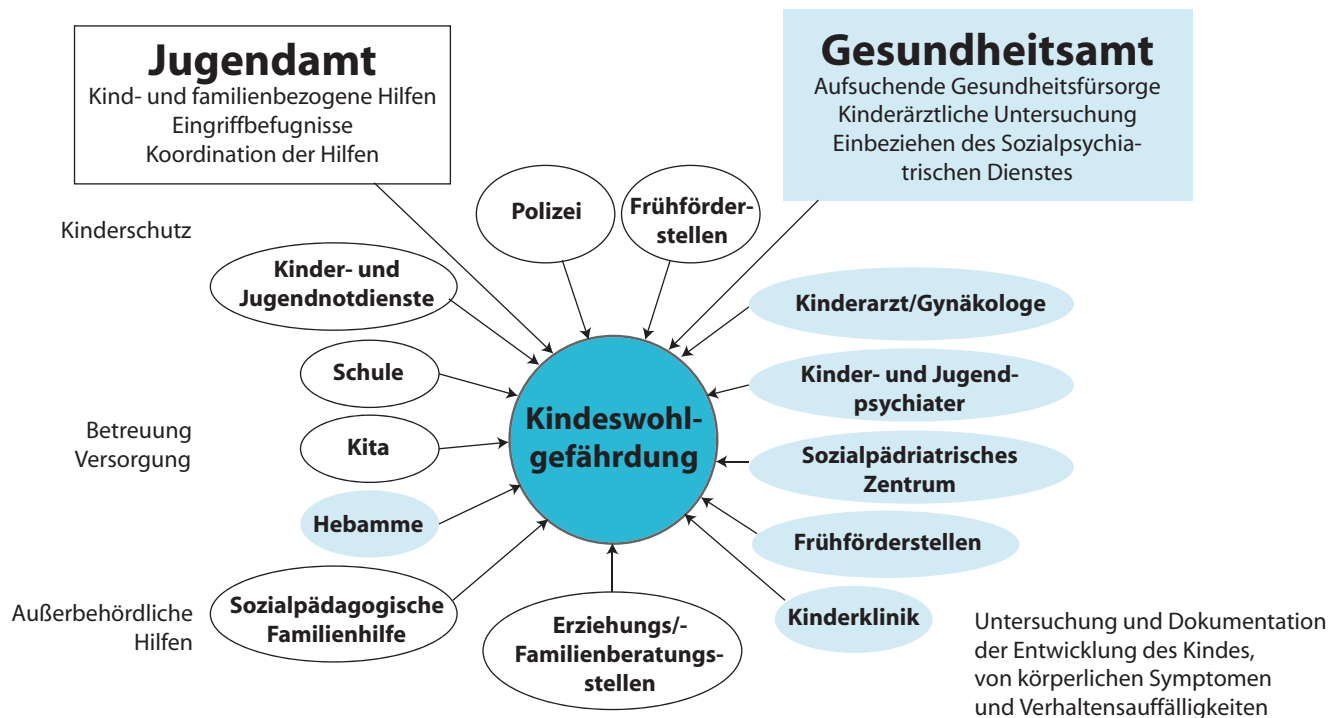 Jugendamt
Kind- und familienbezogene Hilfen
Eingriffbefugnisse
Koordination der Hilfen
Gesundheitsamt
Aufsuchende Gesundheitsfürsorge
Kinderärztliche Untersuchung
Einbeziehen des Sozialpsychia-
trischen Dienstes
Kinderschutz
Polizei
Frühförder-
stellen
Kinder- und
Jugendnotdienste
Kinderarzt/Gynäkologe
Schule
Kinder- und Jugend-
psychiater
Betreuung
Versorgung
Kita
Kindeswohl-
gefährdung
Sozialpädriatrisches
Zentrum
Hebamme
Frühförderstellen
Außerbehördliche
Hilfen
Sozialpädagogische
Familienhilfe
Erziehungs/-
Familienberatungs-
stellen
Kinderklinik
Untersuchung und Dokumentation
der Entwicklung des Kindes,
von körperlichen Symptomen
und Verhaltensauffälligkeiten